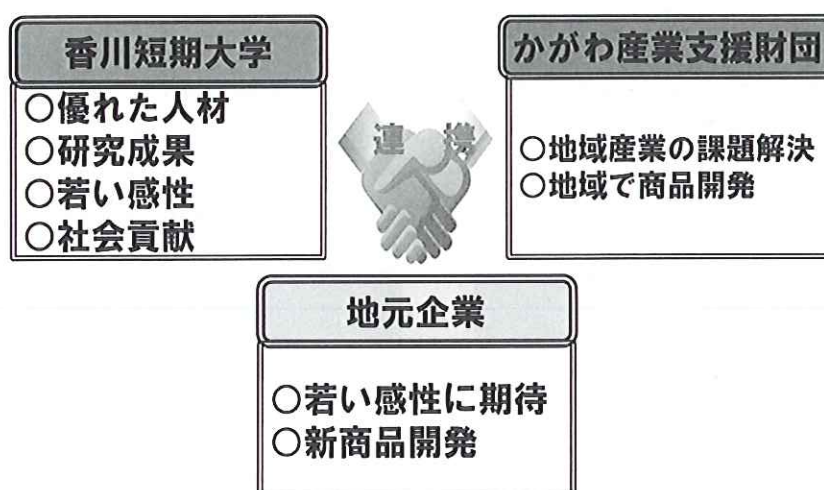 香川短期大学
○優れた人材
○研究成果
○若い感性
○社会貢献
連携
かがわ産業支援財団
○地域産業の課題解決
○地域で商品開発
地元企業
○若い感性に期待
○新商品開発